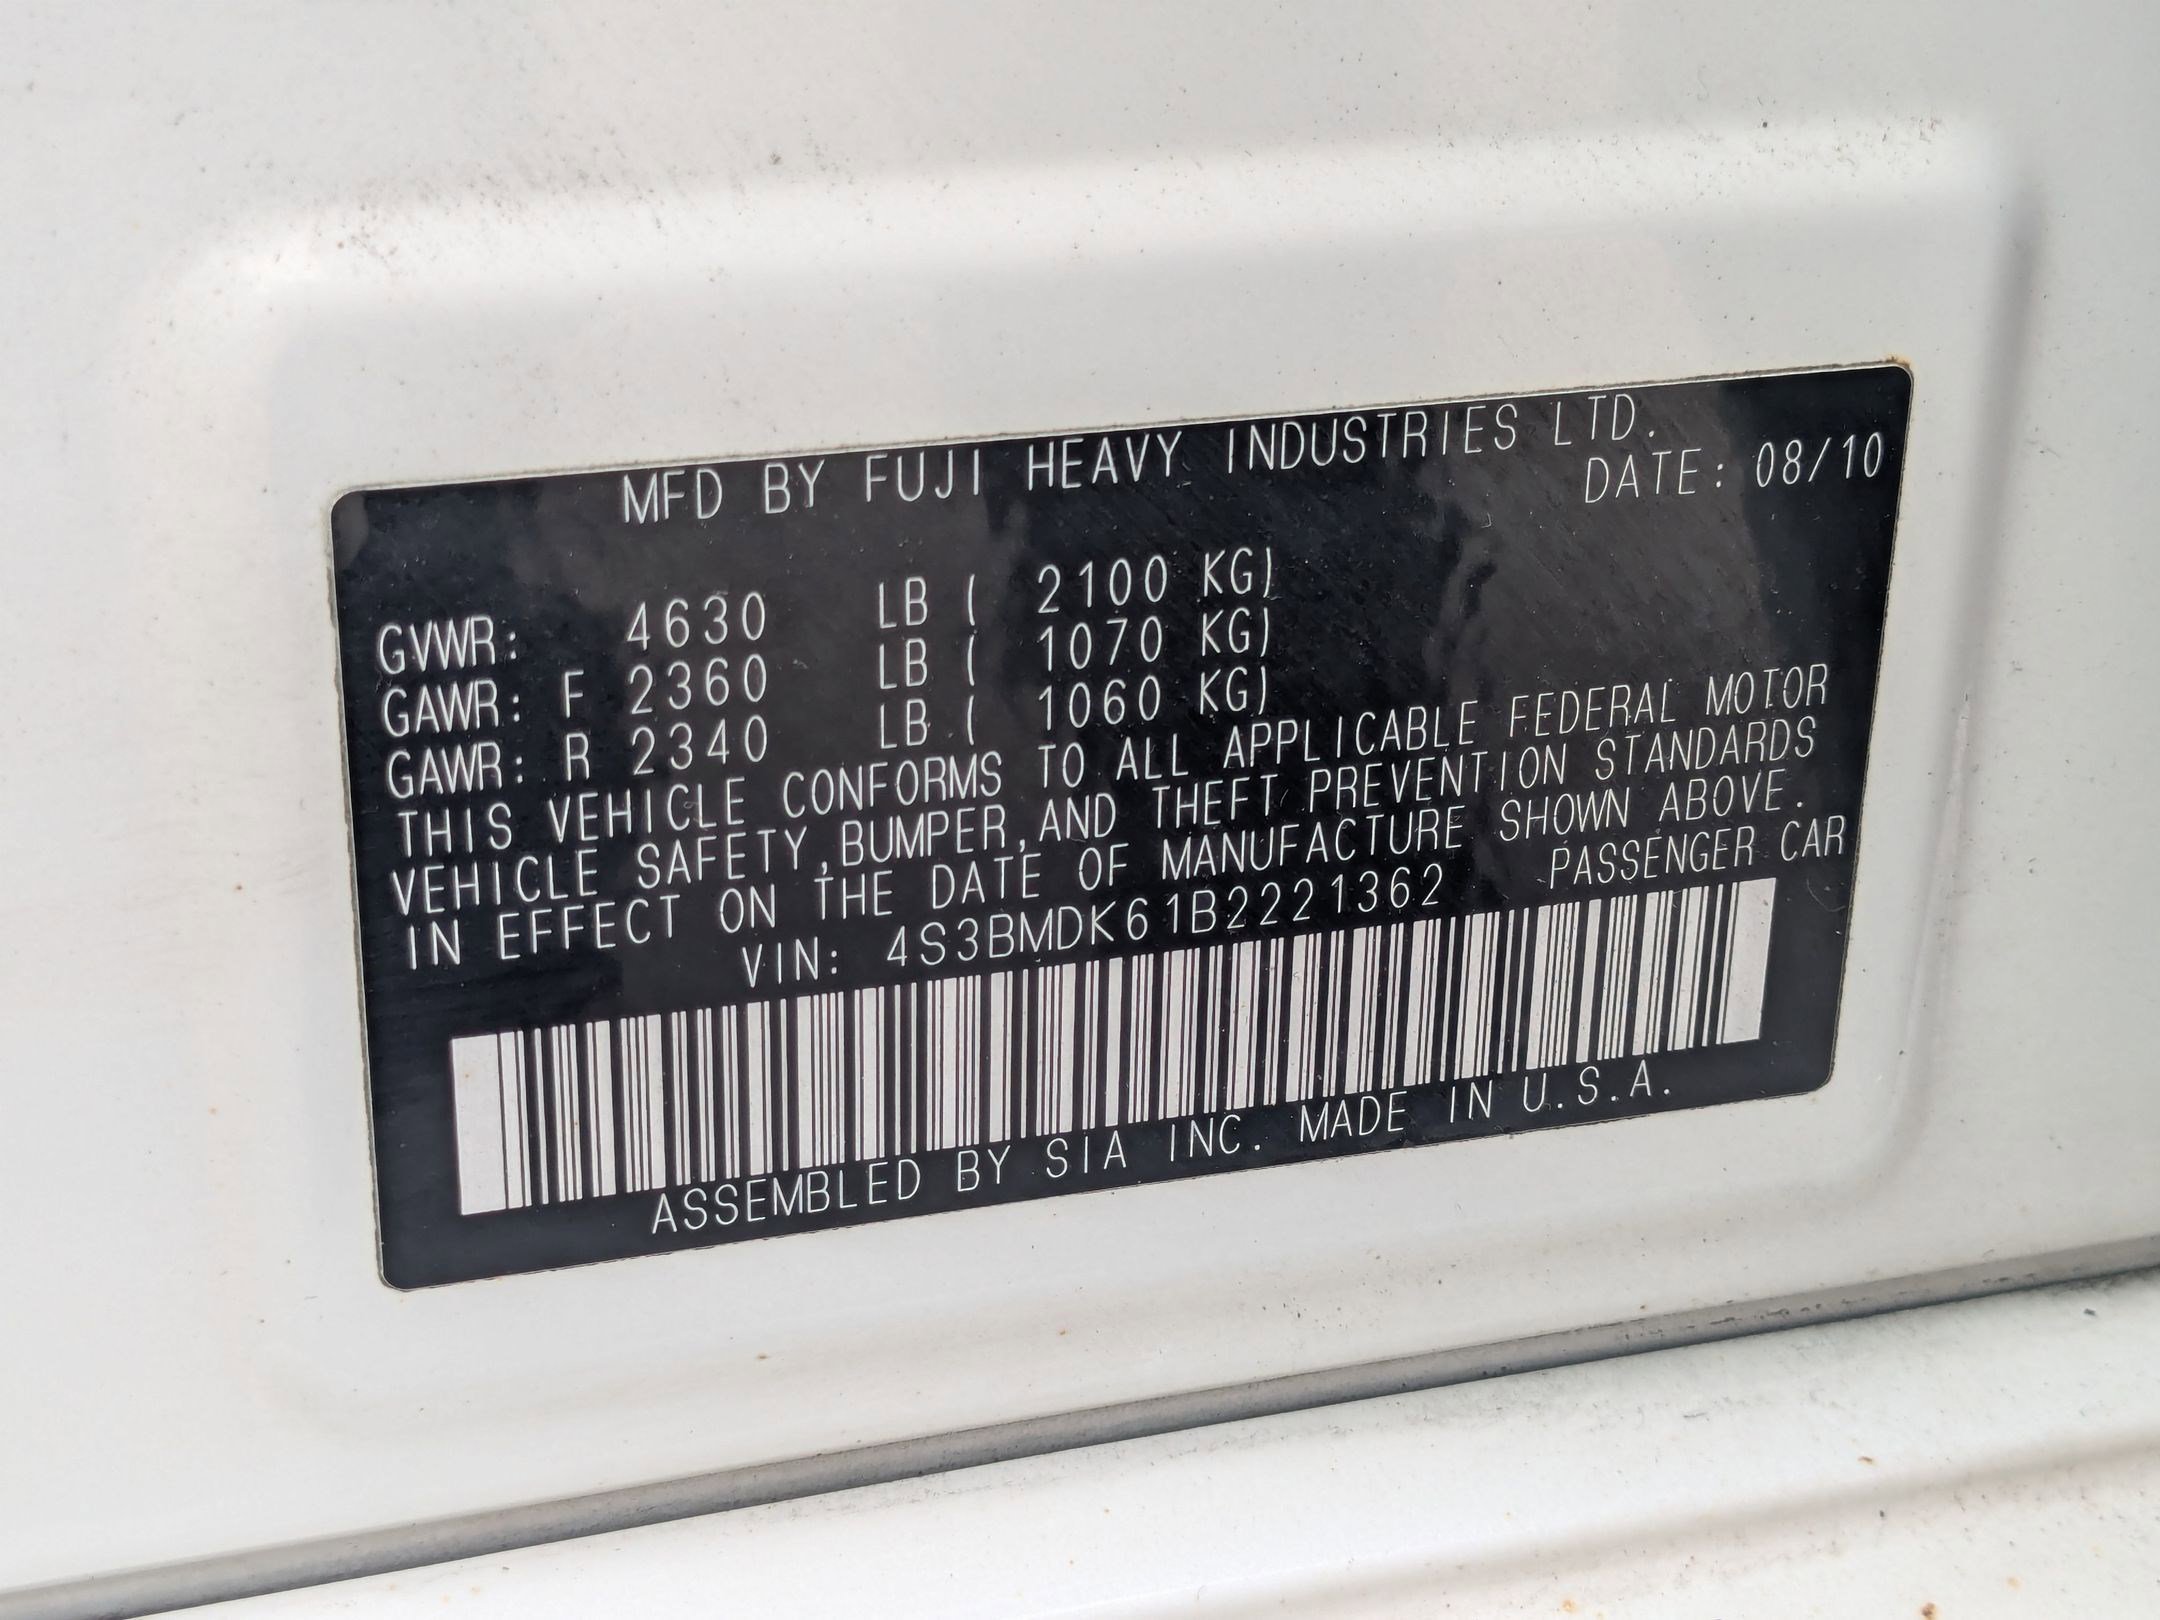 MFD BY FUJI HEAVY INDUSTRIES LTD.
DATE: 08/10
GVWR: 4630 LB ( 2100 KG)
GAWR: F 2360 LB ( 1070 KG)
GAWR: R 2340 LB ( 1060 KG)
THIS VEHICLE CONFORMS TO ALL APPLICABLE FEDERAL MOTOR
VEHICLE SAFETY,BUMPER,AND THEFT PREVENTION STANDARDS
IN EFFECT ON THE DATE OF MANUFACTURE SHOWN ABOVE.
VIN: 4S3BMDK61B2221362 PASSENGER CAR
ASSEMBLED BY SIA INC. MADE IN U.S.A.